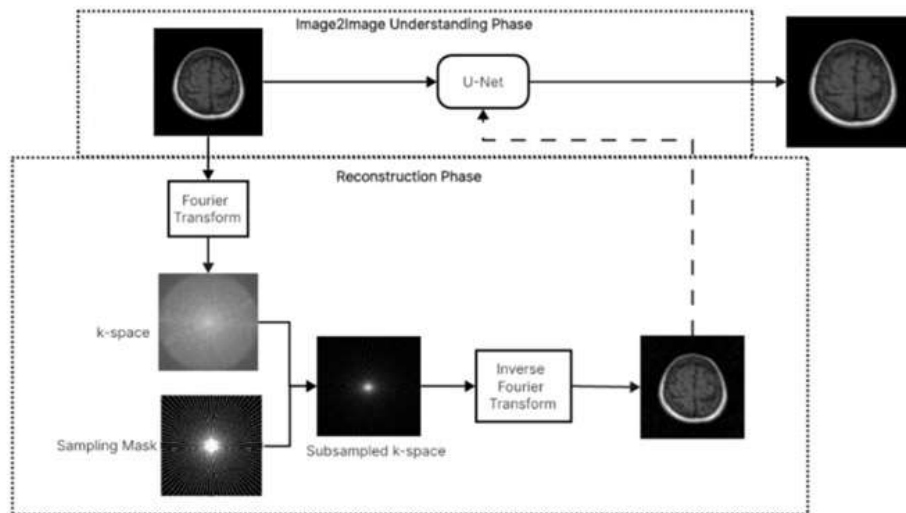 Image2Image Understanding Phase
U-Net
Reconstruction Phase
Fourier
Transform
k-space
Inverse
Fourier
Transform
Sampling Mask
Subsampled k-space